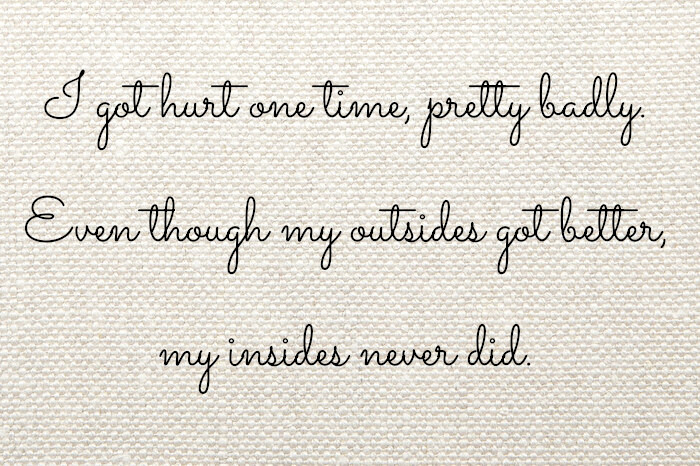 I got hurt one time, pretty badly.
Even though my outsides got better,
my insides never did.